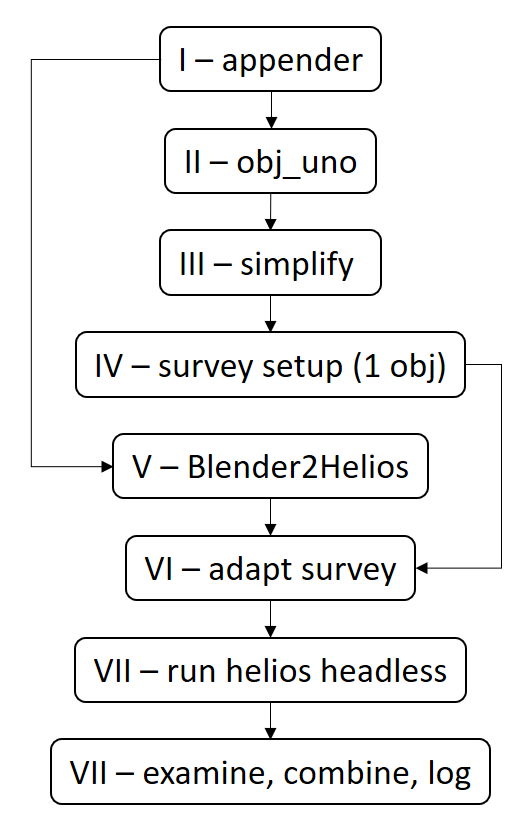 I – appender
II – obj_uno
III – simplify
IV – survey setup (1 obj)
V – Blender2Helios
VI – adapt survey
VII – run helios headless
VII – examine, combine, log